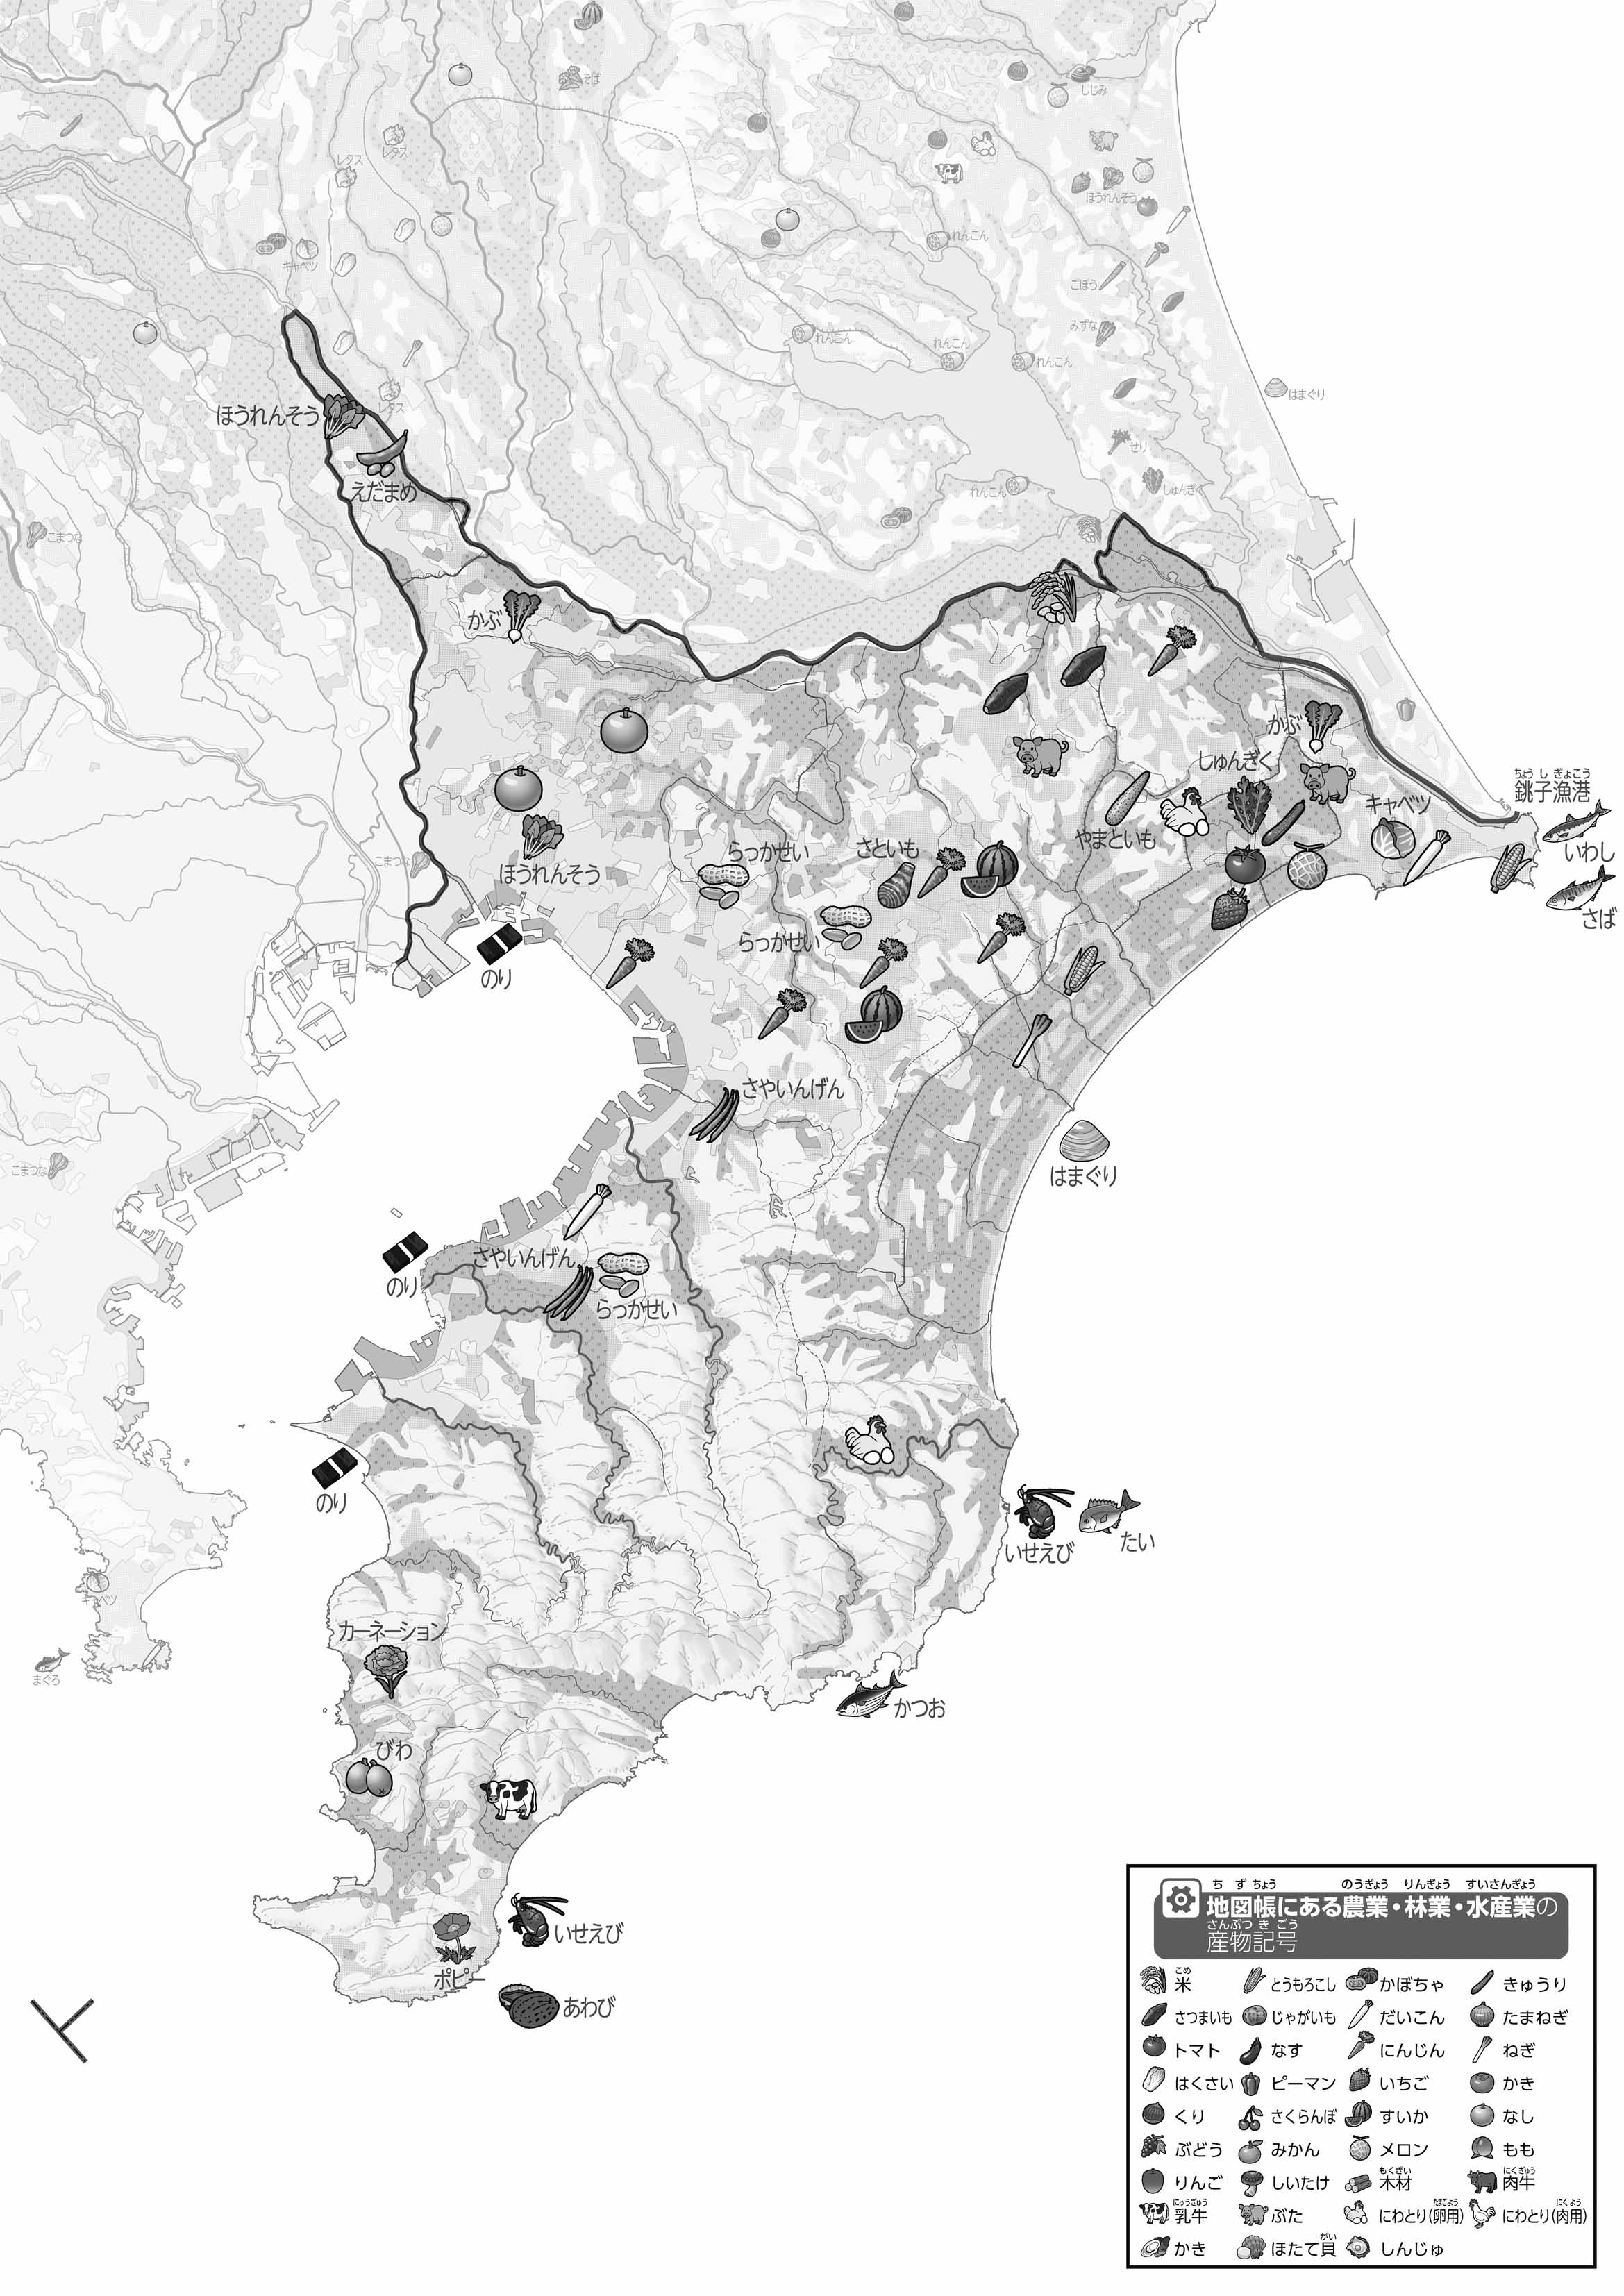 そば
しじみ
レタス
レタス
ほうれんそう
キャベツ
れんこん
ごぼう
みずな
れんこん
れんこん
れんこん
はまぐり
レタス
ほうれんそう
せり
えだまめ
れんこん
しゅんぎく
こまつな
かぶ
かぶ
しゅんぎく
ちょうしぎょこう
銚子漁港
キャベツ
やまといも
いわし
らっかせい
さといも
こまつな
ほうれんそう
さば
らっかせい
のり
さやいんげん
はまぐり
こまつな
さやいんげん
のり
らっかせい
のり
いせえび
たい
キャベツ
カーネーション
まぐろ
かつお
びわ
いせえび
ポピー
あわび
ちずちょう のうぎょう りんぎょう すいさんぎょう
地図帳にある農業・林業・水産業の
さんぶつきごう
産物記号
こめ
米 とうもろこし かぼちゃ きゅうり
さつまいも じゃがいも だいこん たまねぎ
トマト なす にんじん ねぎ
はくさい ピーマン いちご かき
くり さくらんぼ すいか なし
ぶどう みかん メロン もも
もくざい にくぎゅう
りんご しいたけ 木材 肉牛
にゅうぎゅう たまごよう にくよう
乳牛 ぶた にわとり(卵用) にわとり(肉用)
がい
かき ほたて貝 しんじゅ